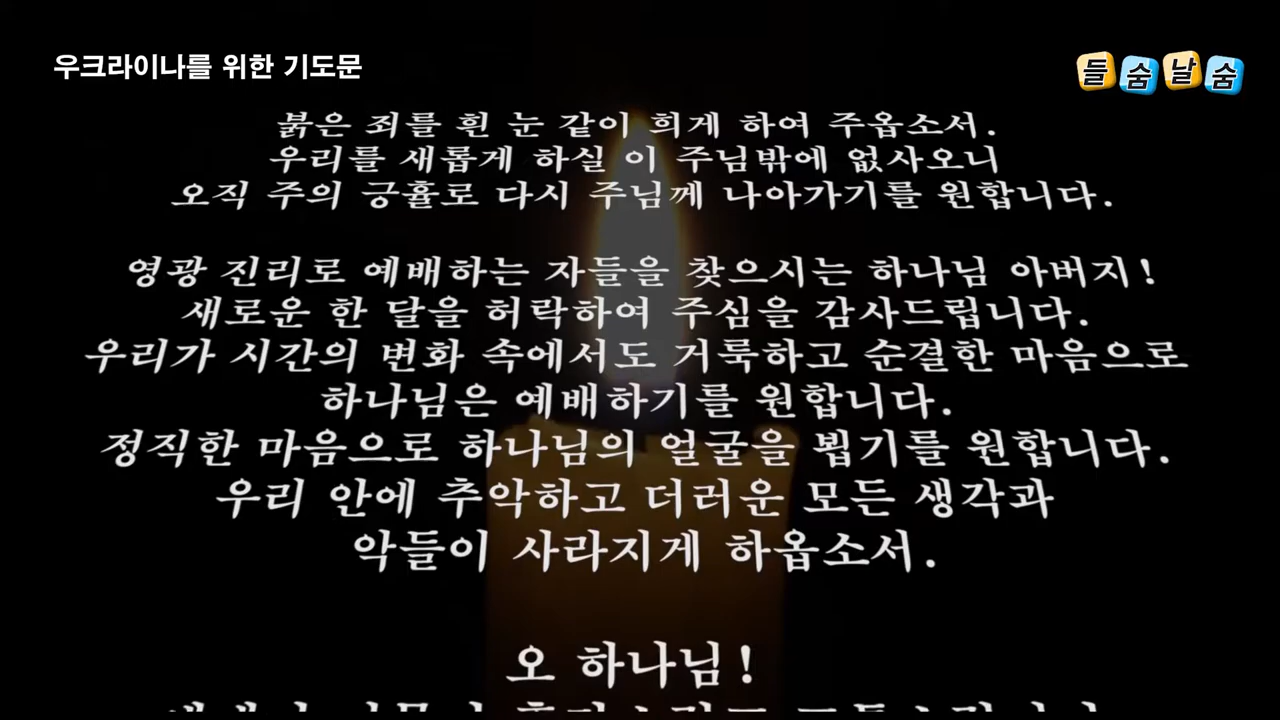 우크라이나를 위한 기도문
들숨날숨
붉은 죄를 흰 눈 같이 희게 하여 주옵소서.
우리를 새롭게 하실 이 주님밖에 없사오니
오직 주의 긍휼로 다시 주님께 나아가기를 원합니다.
영광 진리로 예배하는 자들을 찾으시는 하나님 아버지!
새로운 한 달을 허락하여 주심을 감사드립니다.
우리가 시간의 변화 속에서도 거룩하고 순결한 마음으로
하나님은 예배하기를 원합니다.
정직한 마음으로 하나님의 얼굴을 뵙기를 원합니다.
우리 안에 추악하고 더러운 모든 생각과
악들이 사라지게 하옵소서.
오 하나님!